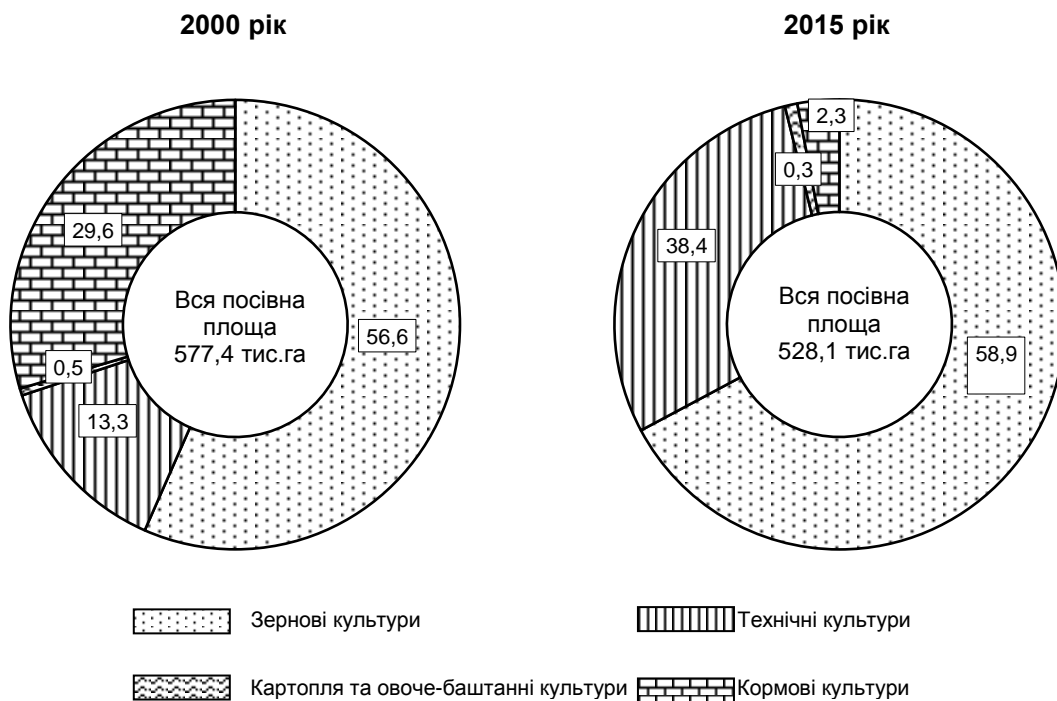 2000 рік
2015 рік
29,6
0,5
13,3
56,6
Вся посівна
площа
577,4 тис.га
2,3
0,3
38,4
58,9
Вся посівна
площа
528,1 тис.га
Зернові культури
Технічні культури
Картопля та овоче-баштанні культури
Кормові культури